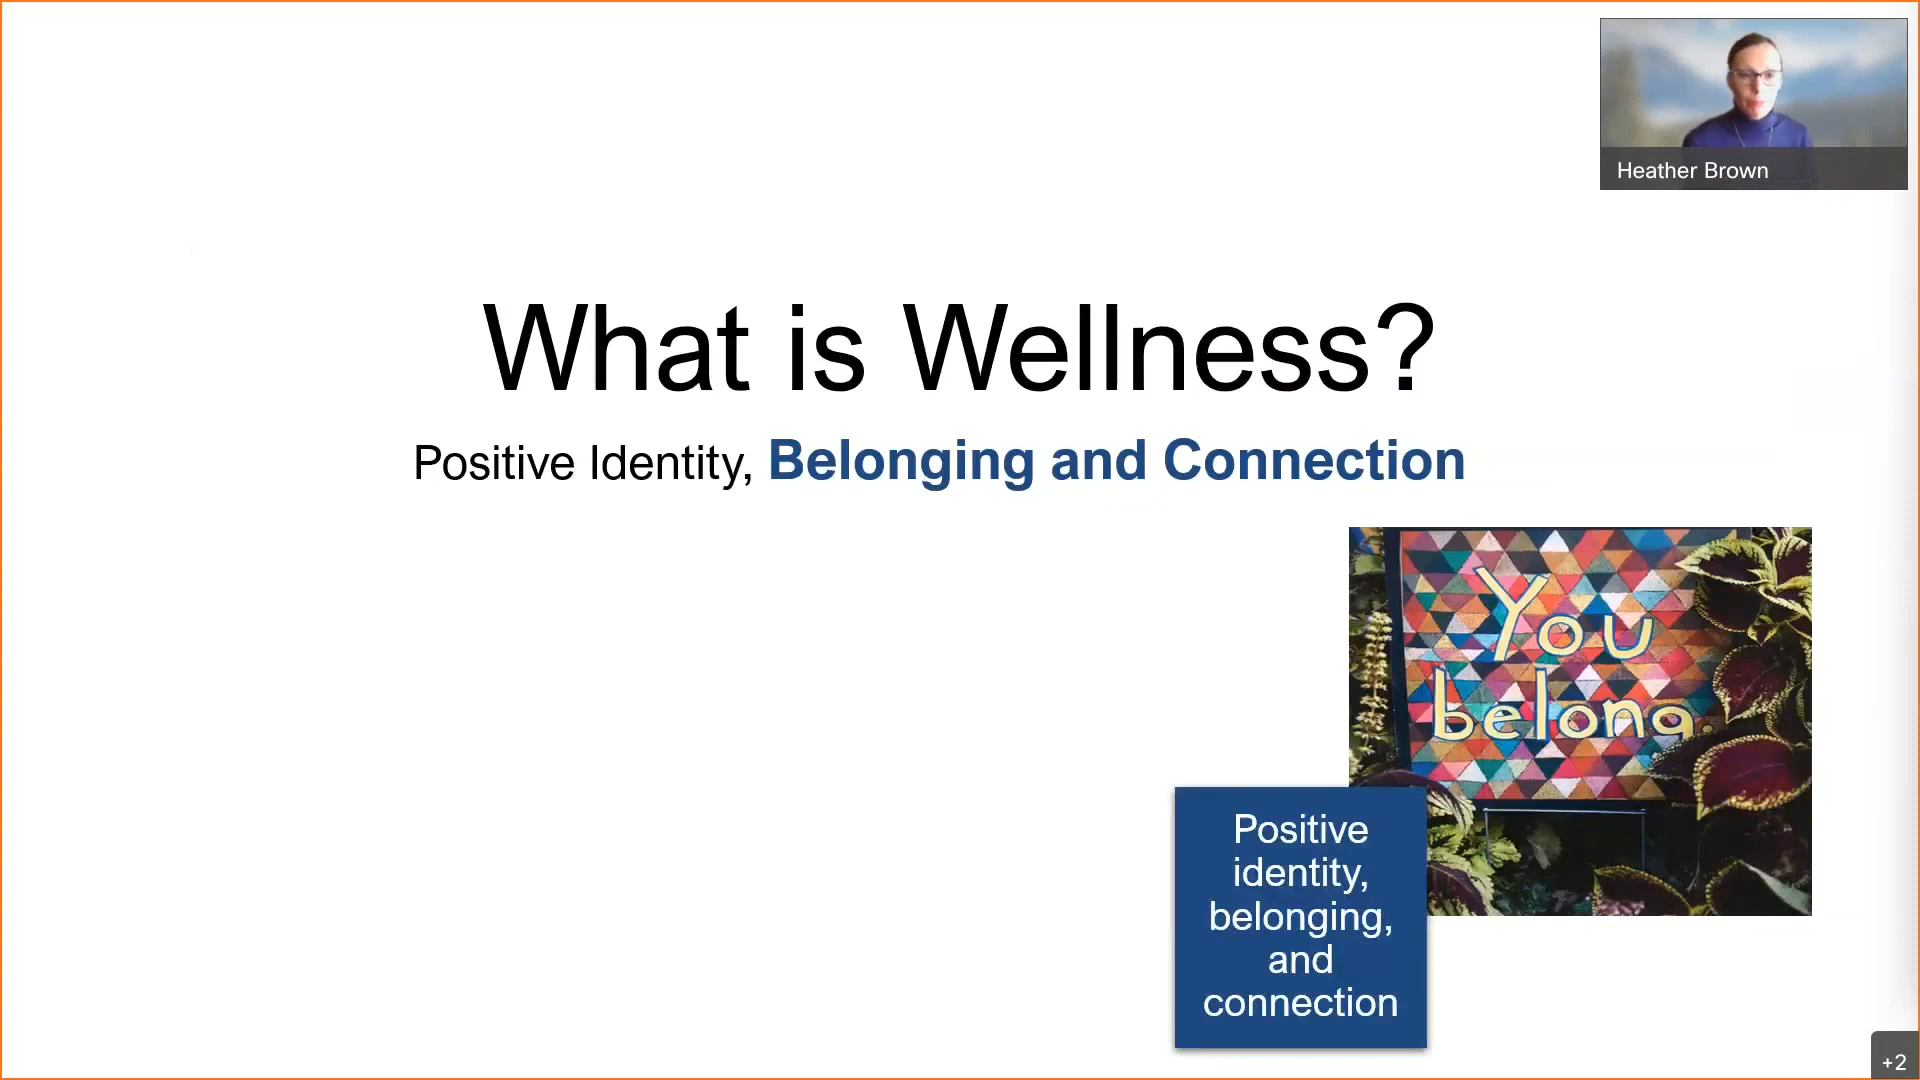 Heather Brown
What is Wellness?
Positive Identity, Belonging and Connection
You
belong.
Positive
identity,
belonging,
and
connection
+2